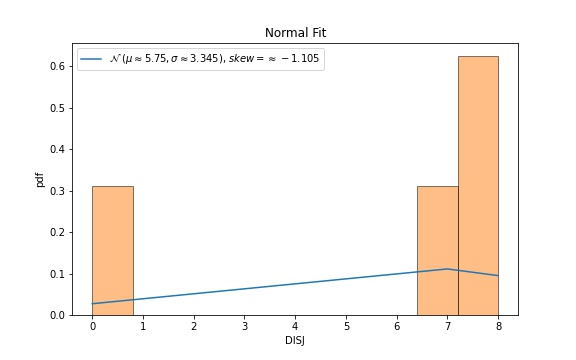 Normal Fit
𝒩(μ ≈ 5.75, σ ≈ 3.345), skew = ≈ −1.105
pdf
0.6
0.5
0.4
0.3
0.2
0.1
0.0
0 1 2 3 4 5 6 7 8
DISJ